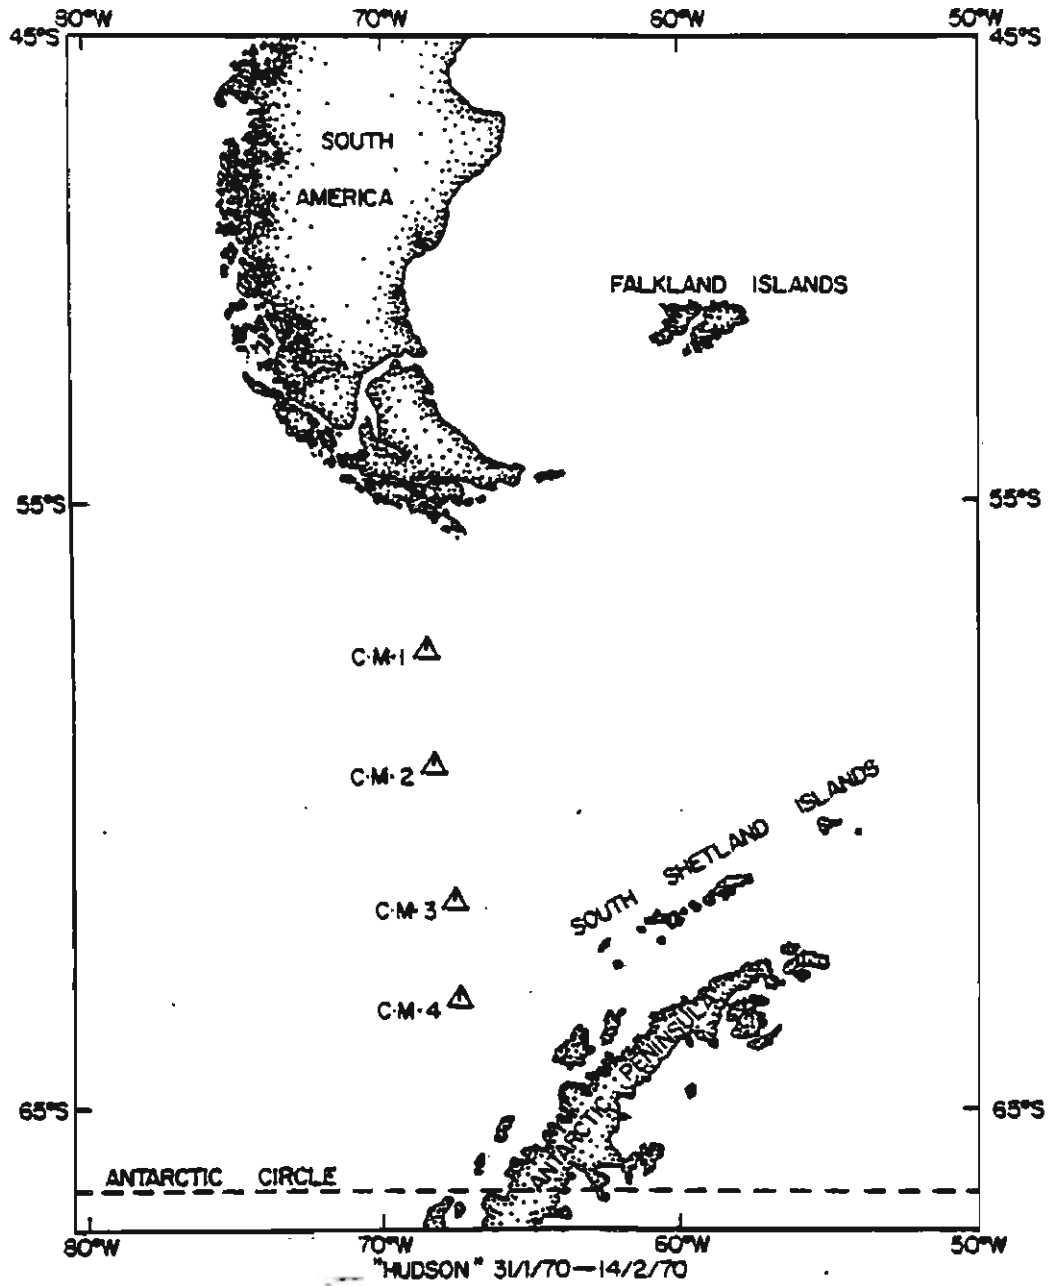 80°W 70°W 60°W 50°W
45°S 45°S
SOUTH
AMERICA
FALKLAND ISLANDS
55°S 55°S
C·M·1
C·M·2
SOUTH SHETLAND ISLANDS
C·M·3
C·M·4
ANTARCTIC PENINSULA
65°S 65°S
ANTARCTIC CIRCLE
80°W 70°W 60°W 50°W
"HUDSON" 31/1/70—14/2/70